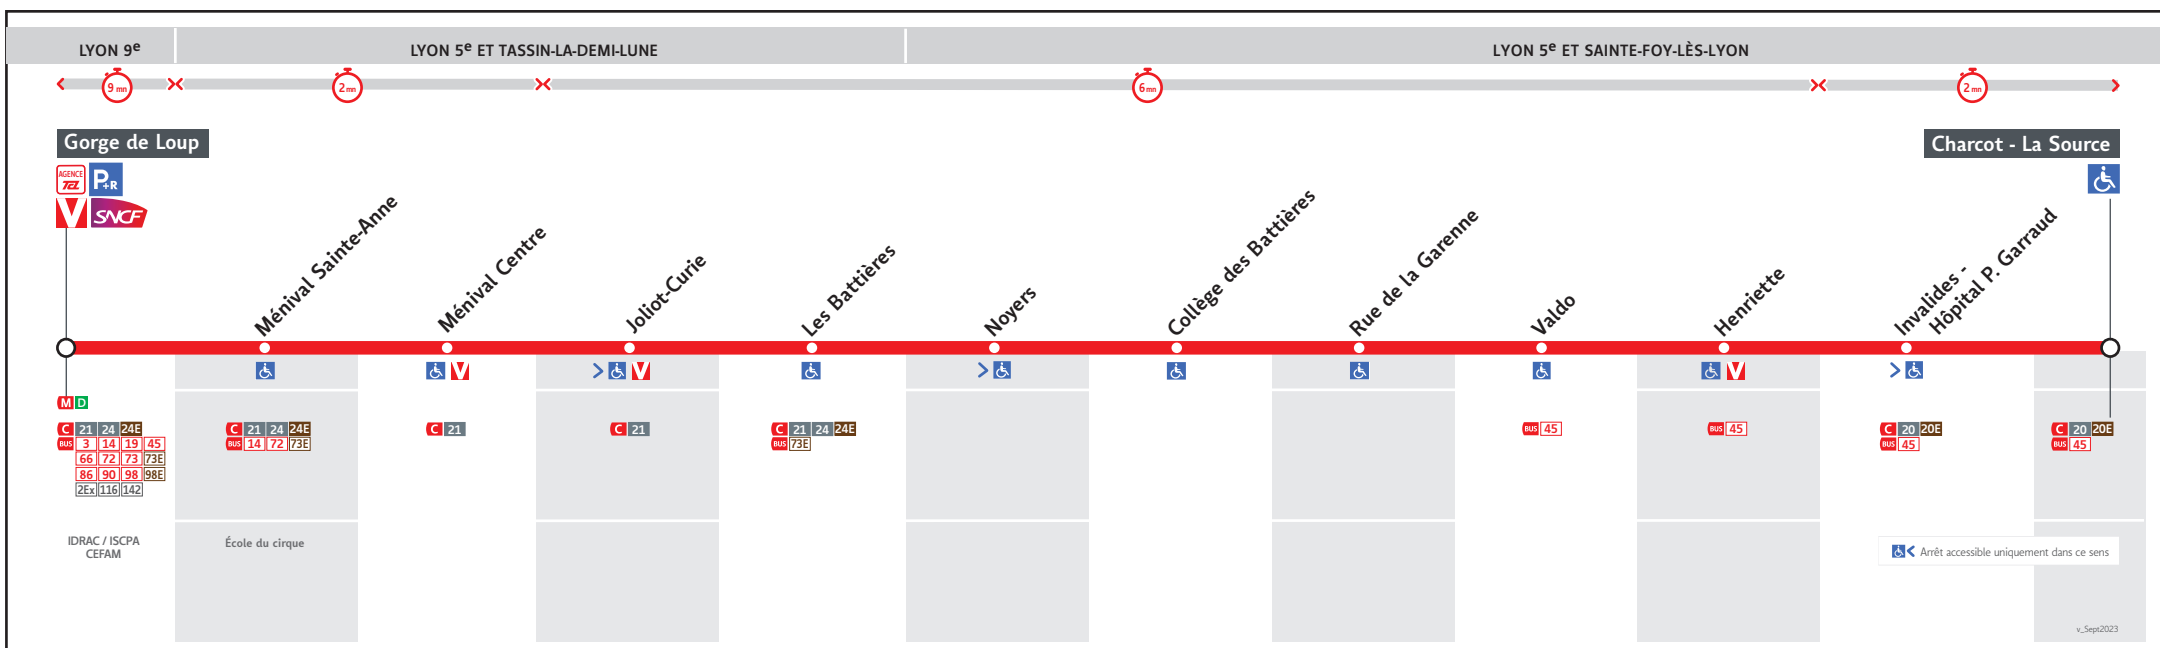 LYON 9e
LYON 5e ET TASSIN-LA-DEMI-LUNE
LYON 5e ET SAINTE-FOY-LÈS-LYON
9 mn
2 mn
6 mn
2 mn
Gorge de Loup
Charcot - La Source
AGENCE
TCL
P+R
V SNCF
Ménival Sainte-Anne
Ménival Centre
Joliot-Curie
Les Battières
Noyers
Collège des Battières
Rue de la Garenne
Valdo
Henriette
Invalides -
Hôpital P. Garraud
V
V
V
M D
C 21 24 24E
BUS 3 14 19 45
66 72 73 73E
86 90 98 98E
2Ex 116 142
C 21 24 24E
BUS 14 72 73E
C 21
C 21
C 21 24 24E
BUS 73E
BUS 45
BUS 45
C 20 20E
BUS 45
C 20 20E
BUS 45
IDRAC / ISCPA
CEFAM
École du cirque
Arrêt accessible uniquement dans ce sens
v_Sept2023